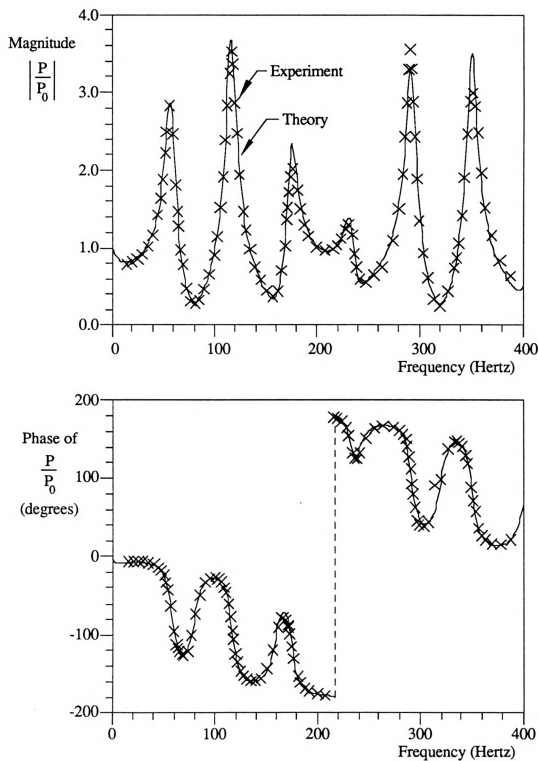 4.0
Magnitude
| P / P0 |
Experiment
3.0
Theory
2.0
1.0
0.0
0 100 200 300 400
Frequency (Hertz)
200
Phase of
P / P0
(degrees)
100
0
-100
-200
0 100 200 300 400
Frequency (Hertz)